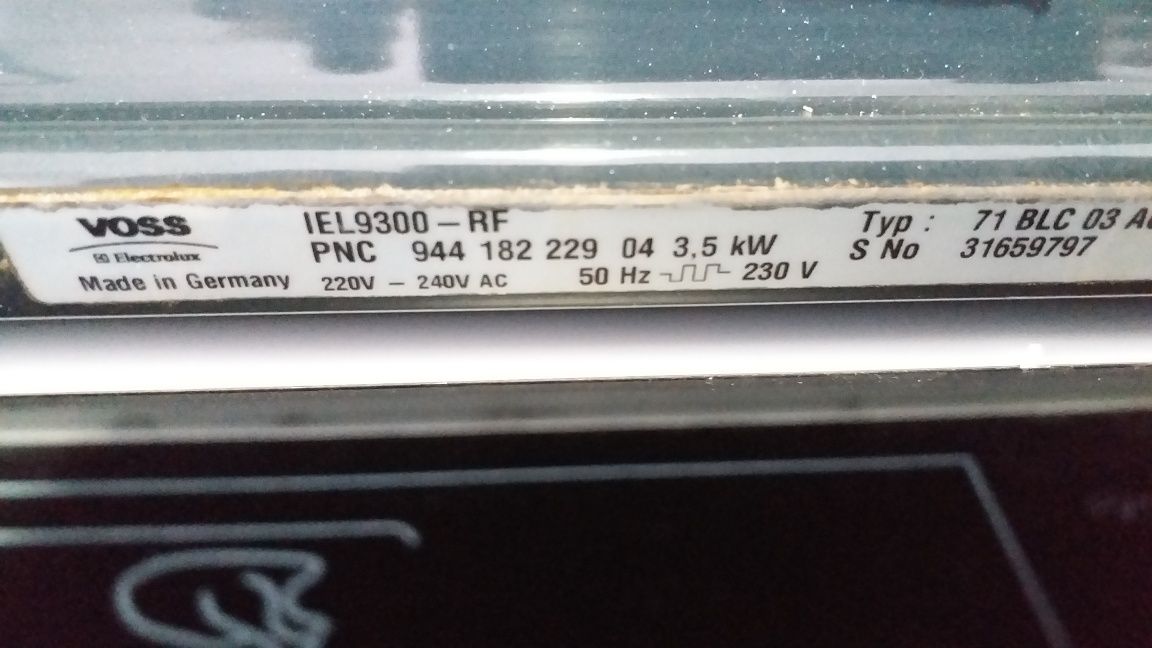 VOSS IEL9300 – RF Typ : 71 BLC 03
Electrolux PNC 944 182 229 04 3,5 kW S No 31659797
Made in Germany 220V – 240V AC 50 Hz 230 V